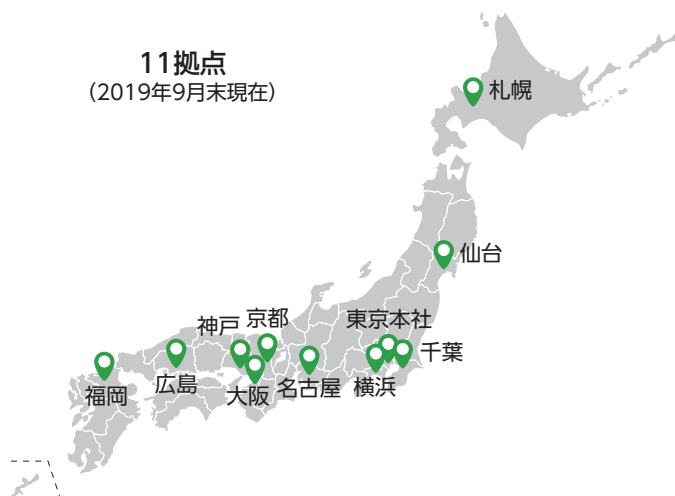 11拠点
（2019年9月末現在）
札幌
仙台
東京本社
千葉
横浜
名古屋
京都
神戸
大阪
広島
福岡